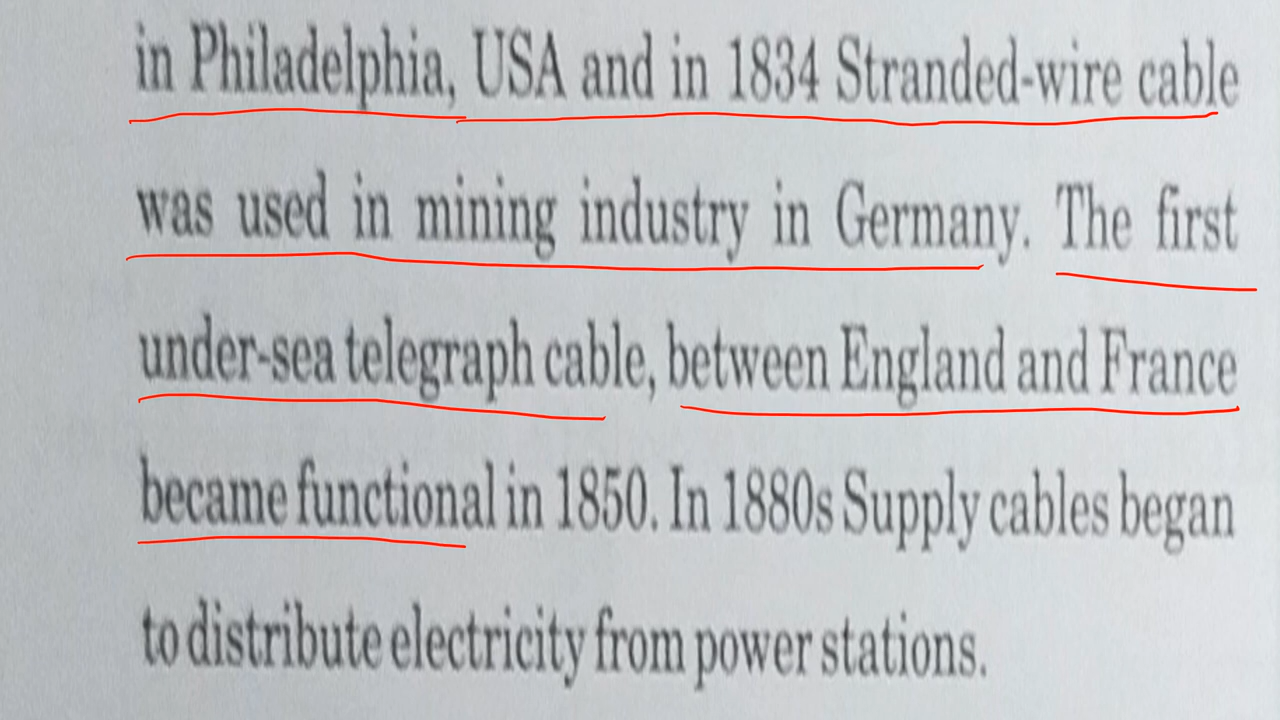 in Philadelphia, USA and in 1834 Stranded-wire cable
was used in mining industry in Germany. The first
under-sea telegraph cable, between England and France
became functional in 1850. In 1880s Supply cables began
to distribute electricity from power stations.